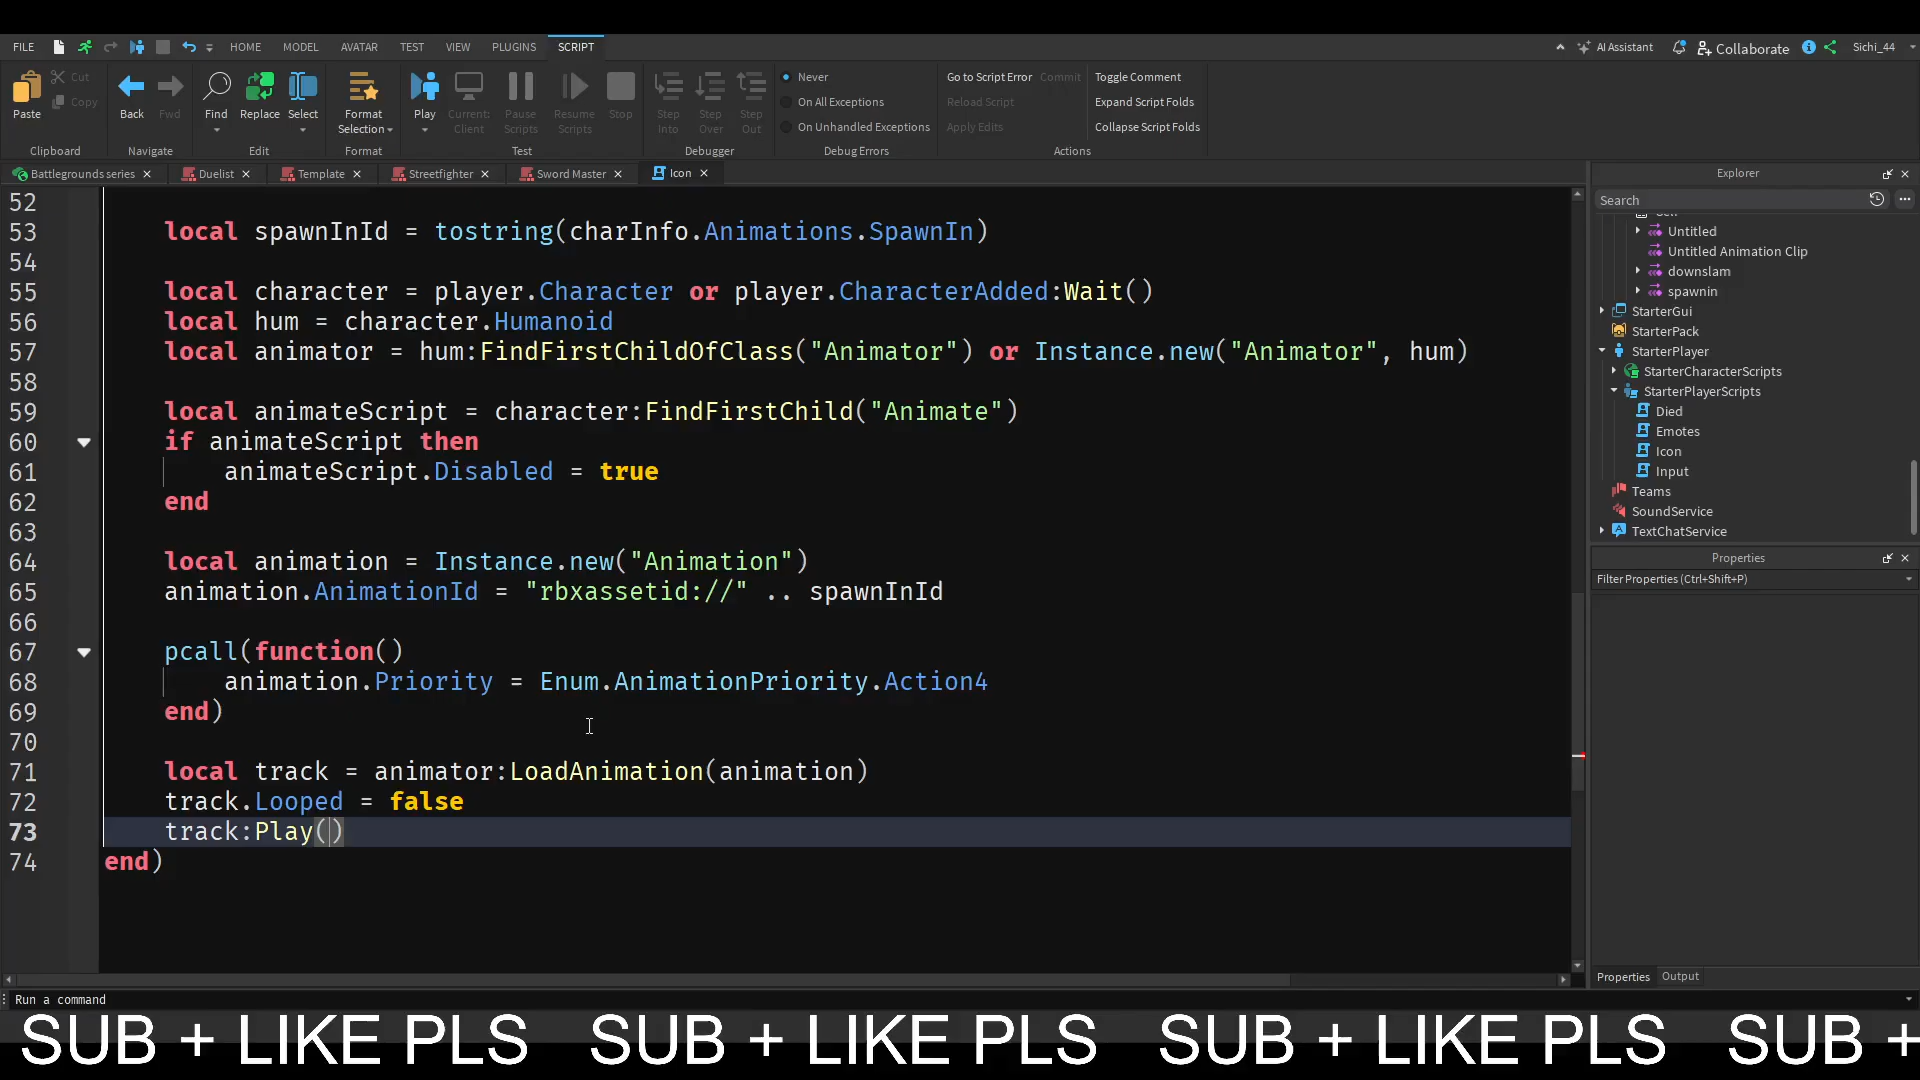 FILE HOME MODEL AVATAR TEST VIEW PLUGINS SCRIPT AI Assistant Collaborate Sichi_44
Paste Cut Copy Back Fwd Find Replace Select Format Selection Play Current: Client Pause Scripts Resume Scripts Stop Step Into Step Over Step Out Never Go to Script Error Commit Toggle Comment
On All Exceptions Reload Script Expand Script Folds
On Unhandled Exceptions Apply Edits Collapse Script Folds
Clipboard Navigate Edit Format Test Debugger Debug Errors Actions
Battlegrounds series Duelist Template Streetfighter Sword Master Icon
52
53 local spawnInId = tostring(charInfo.Animations.SpawnIn)
54
55 local character = player.Character or player.CharacterAdded:Wait()
56 local hum = character.Humanoid
57 local animator = hum:FindFirstChildOfClass("Animator") or Instance.new("Animator", hum)
58
59 local animateScript = character:FindFirstChild("Animate")
60 if animateScript then
61 animateScript.Disabled = true
62 end
63
64 local animation = Instance.new("Animation")
65 animation.AnimationId = "rbxassetid://" .. spawnInId
66
67 pcall(function()
68 animation.Priority = Enum.AnimationPriority.Action4
69 end)
70
71 local track = animator:LoadAnimation(animation)
72 track.Looped = false
73 track:Play()
74 end)
Explorer
Search
Untitled
Untitled Animation Clip
downslam
spawnin
StarterGui
StarterPack
StarterPlayer
StarterCharacterScripts
StarterPlayerScripts
Died
Emotes
Icon
Input
Teams
SoundService
TextChatService
Properties
Filter Properties (Ctrl+Shift+P)
Properties Output
Run a command
SUB + LIKE PLS SUB + LIKE PLS SUB + LIKE PLS SUB +